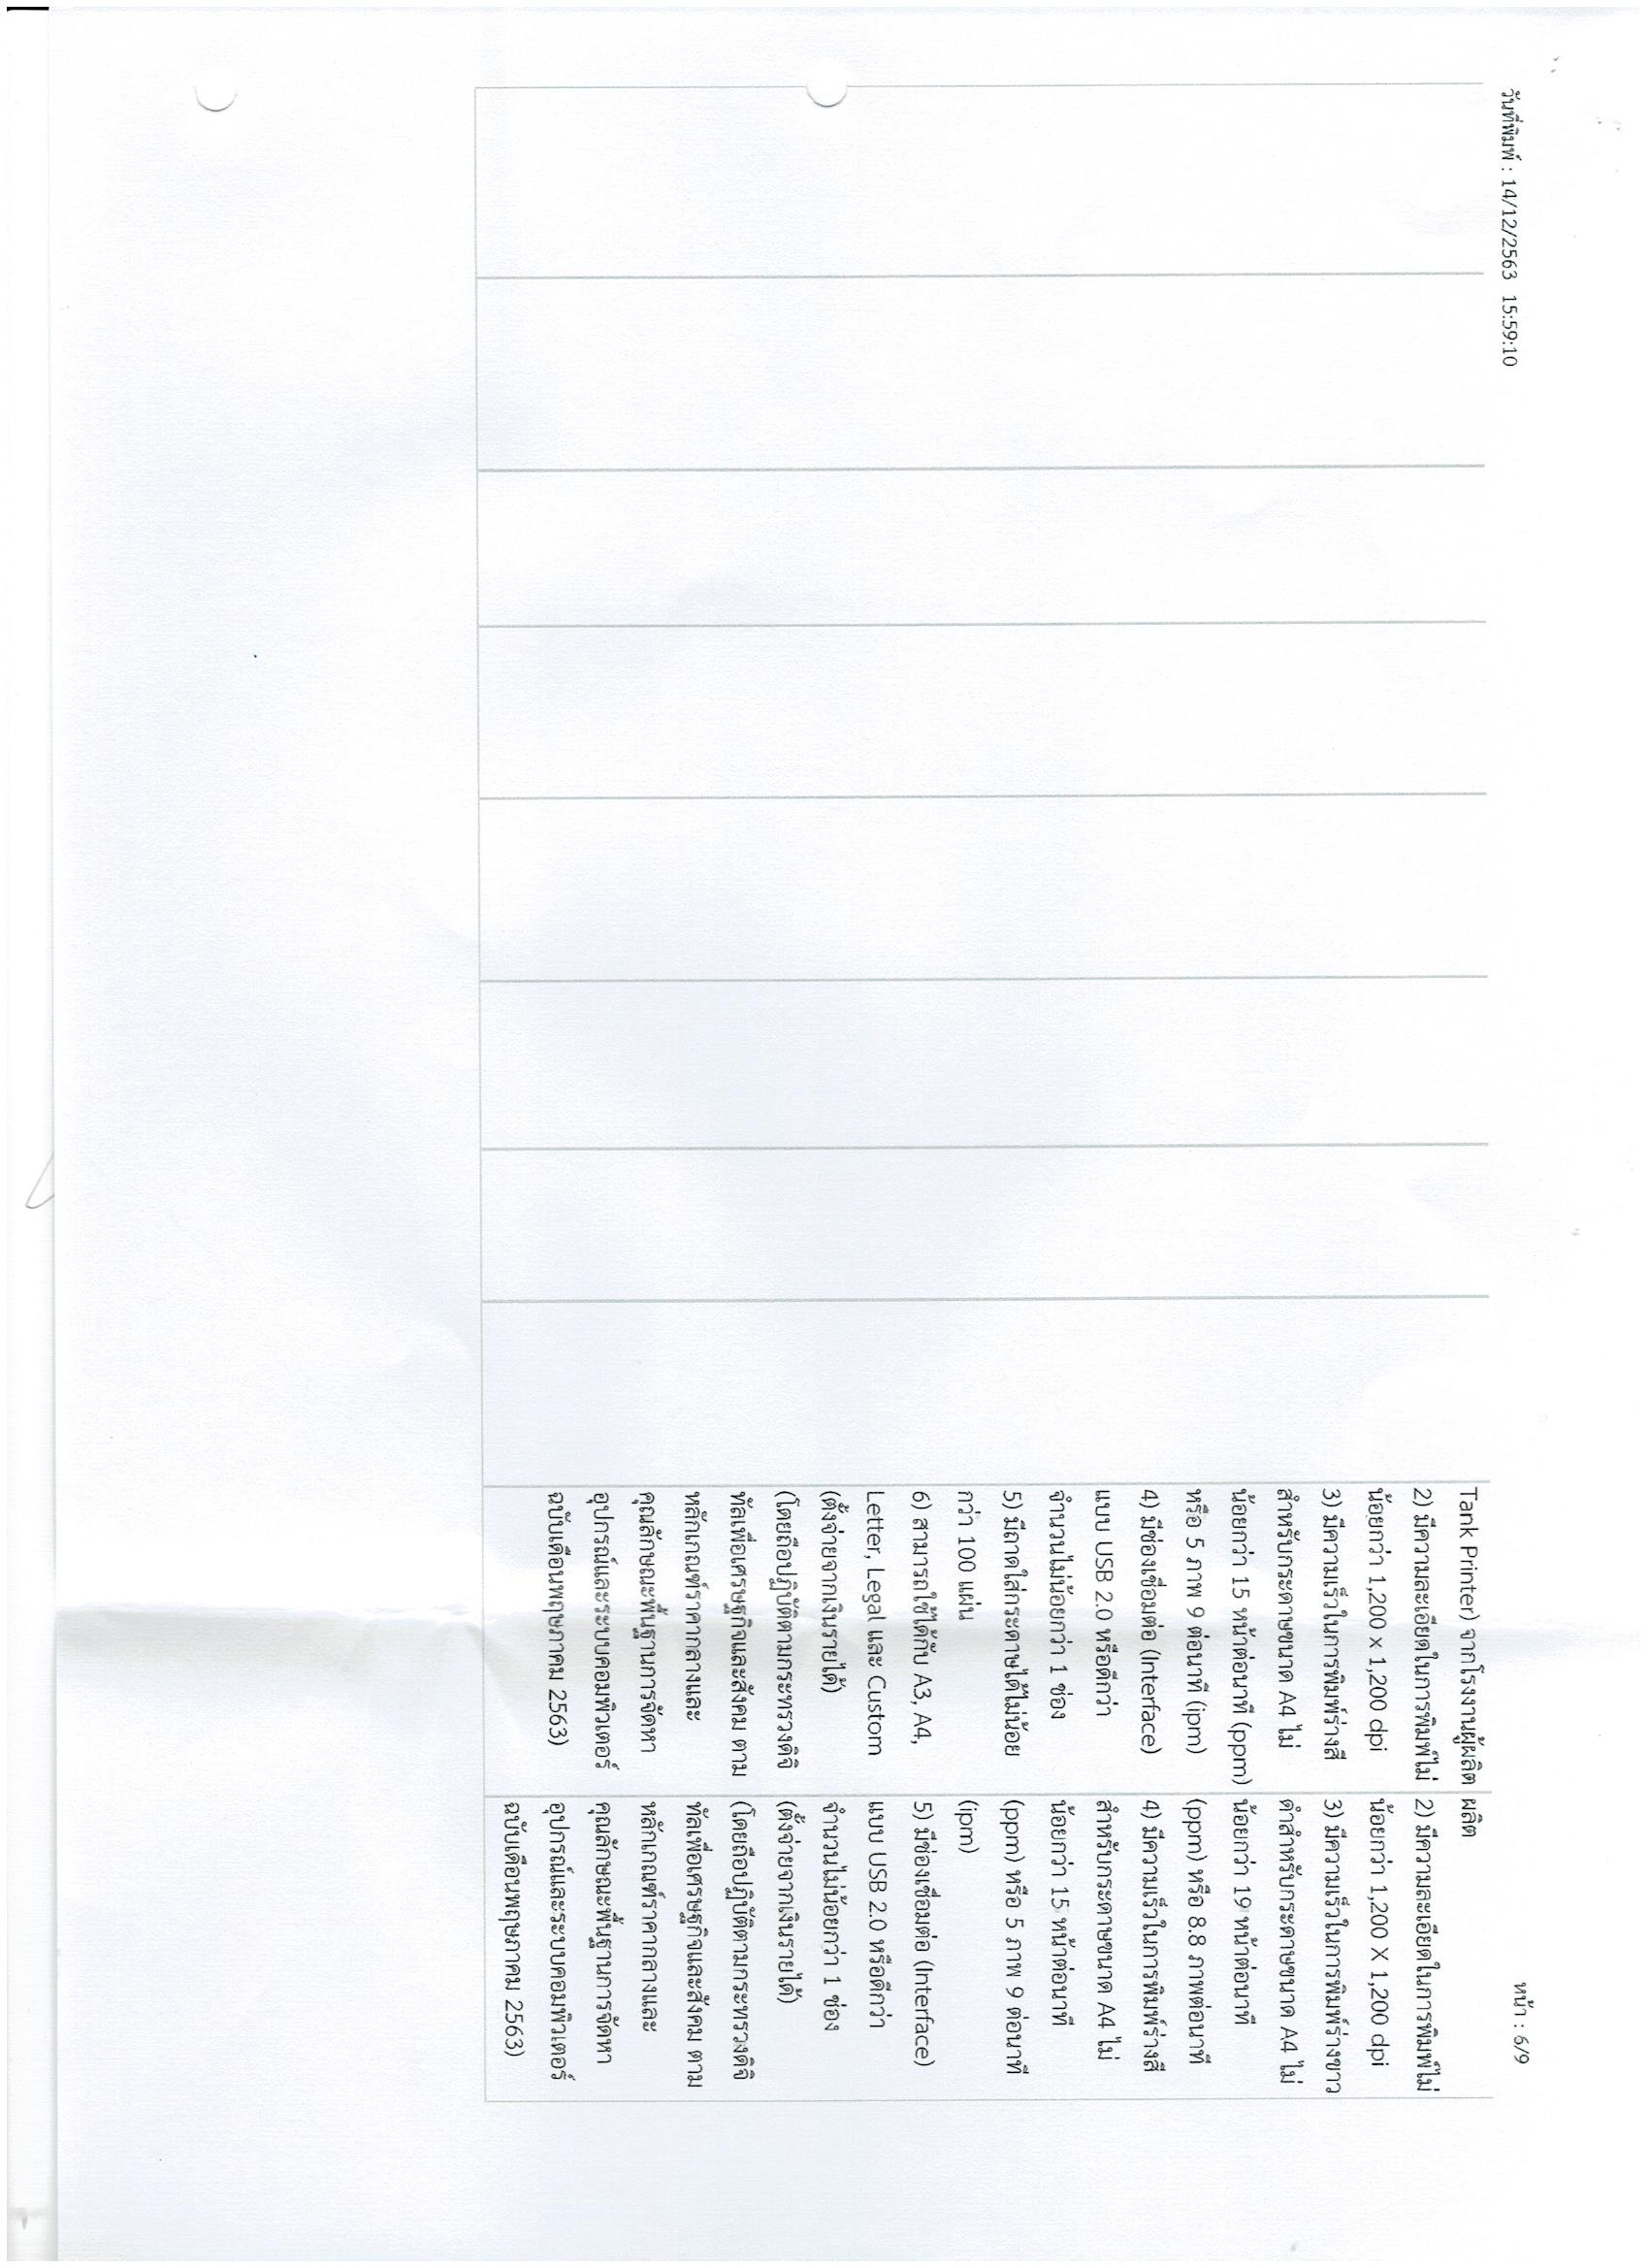 วันที่พิมพ์ : 14/12/2563 15:59:10
หน้า : 6/9
Tank Printer) จากโรงงานผู้ผลิต
2) มีความละเอียดในการพิมพ์ไม่
น้อยกว่า 1,200 x 1,200 dpi
3) มีความเร็วในการพิมพ์ร่างสี
สำหรับกระดาษขนาด A4 ไม่
น้อยกว่า 15 หน้าต่อนาที (ppm)
หรือ 5 ภาพ 9 ต่อนาที (ipm)
4) มีช่องเชื่อมต่อ (Interface)
แบบ USB 2.0 หรือดีกว่า
จำนวนไม่น้อยกว่า 1 ช่อง
5) มีถาดใส่กระดาษได้ไม่น้อย
กว่า 100 แผ่น
6) สามารถใช้ได้กับ A3, A4,
Letter, Legal และ Custom
(ตั้งจ่ายจากเงินรายได้)
(โดยถือปฏิบัติตามกระทรวงดิจิ
ทัลเพื่อเศรษฐกิจและสังคม ตาม
หลักเกณฑ์ราคากลางและ
คุณลักษณะพื้นฐานการจัดหา
อุปกรณ์และระบบคอมพิวเตอร์
ฉบับเดือนพฤษภาคม 2563)
ผลิต
2) มีความละเอียดในการพิมพ์ไม่
น้อยกว่า 1,200 X 1,200 dpi
3) มีความเร็วในการพิมพ์ร่างขาว
ดำสำหรับกระดาษขนาด A4 ไม่
น้อยกว่า 19 หน้าต่อนาที
(ppm) หรือ 8.8 ภาพต่อนาที
4) มีความเร็วในการพิมพ์ร่างสี
สำหรับกระดาษขนาด A4 ไม่
น้อยกว่า 15 หน้าต่อนาที
(ppm) หรือ 5 ภาพ 9 ต่อนาที
(ipm)
5) มีช่องเชื่อมต่อ (Interface)
แบบ USB 2.0 หรือดีกว่า
จำนวนไม่น้อยกว่า 1 ช่อง
(ตั้งจ่ายจากเงินรายได้)
(โดยถือปฏิบัติตามกระทรวงดิจิ
ทัลเพื่อเศรษฐกิจและสังคม ตาม
หลักเกณฑ์ราคากลางและ
คุณลักษณะพื้นฐานการจัดหา
อุปกรณ์และระบบคอมพิวเตอร์
ฉบับเดือนพฤษภาคม 2563)